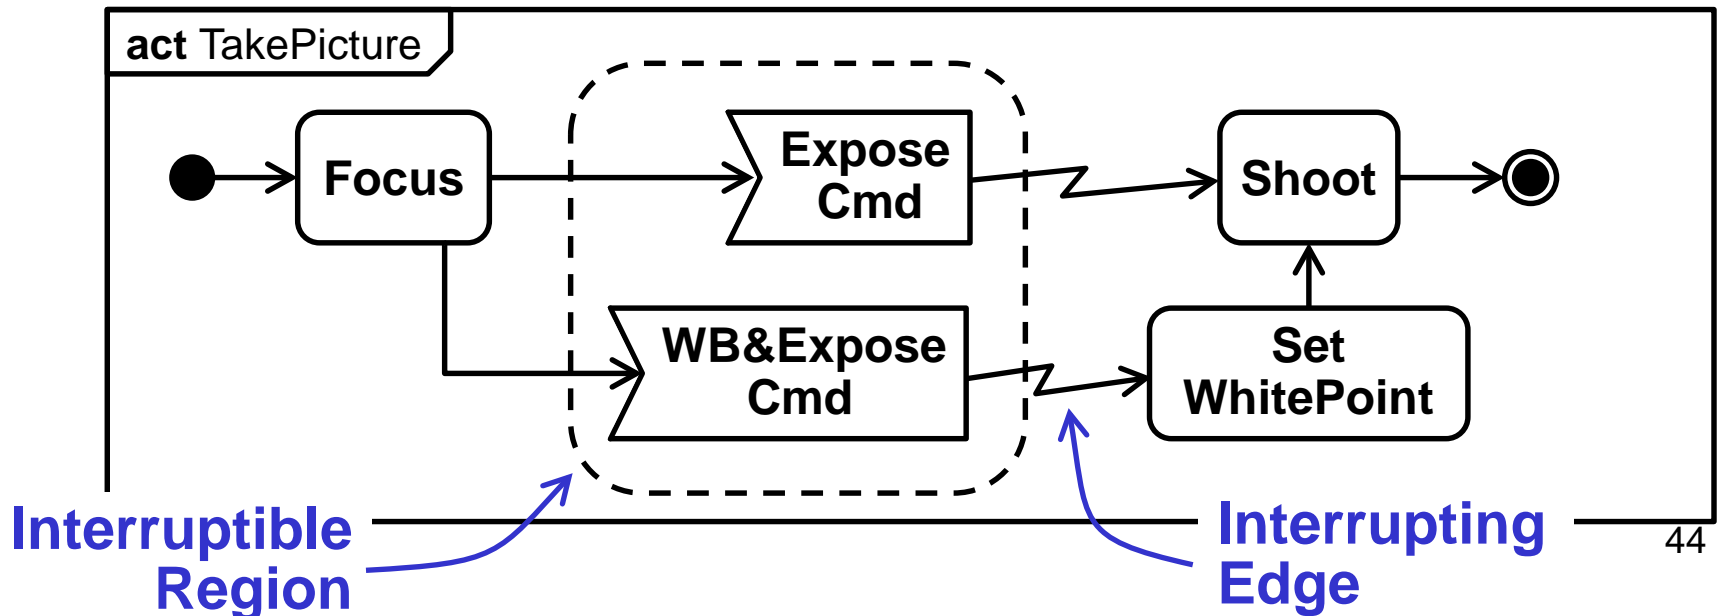 act TakePicture
Focus
Expose
Cmd
Shoot
WB&Expose
Cmd
Set
WhitePoint
Interruptible
Region
Interrupting
Edge
44